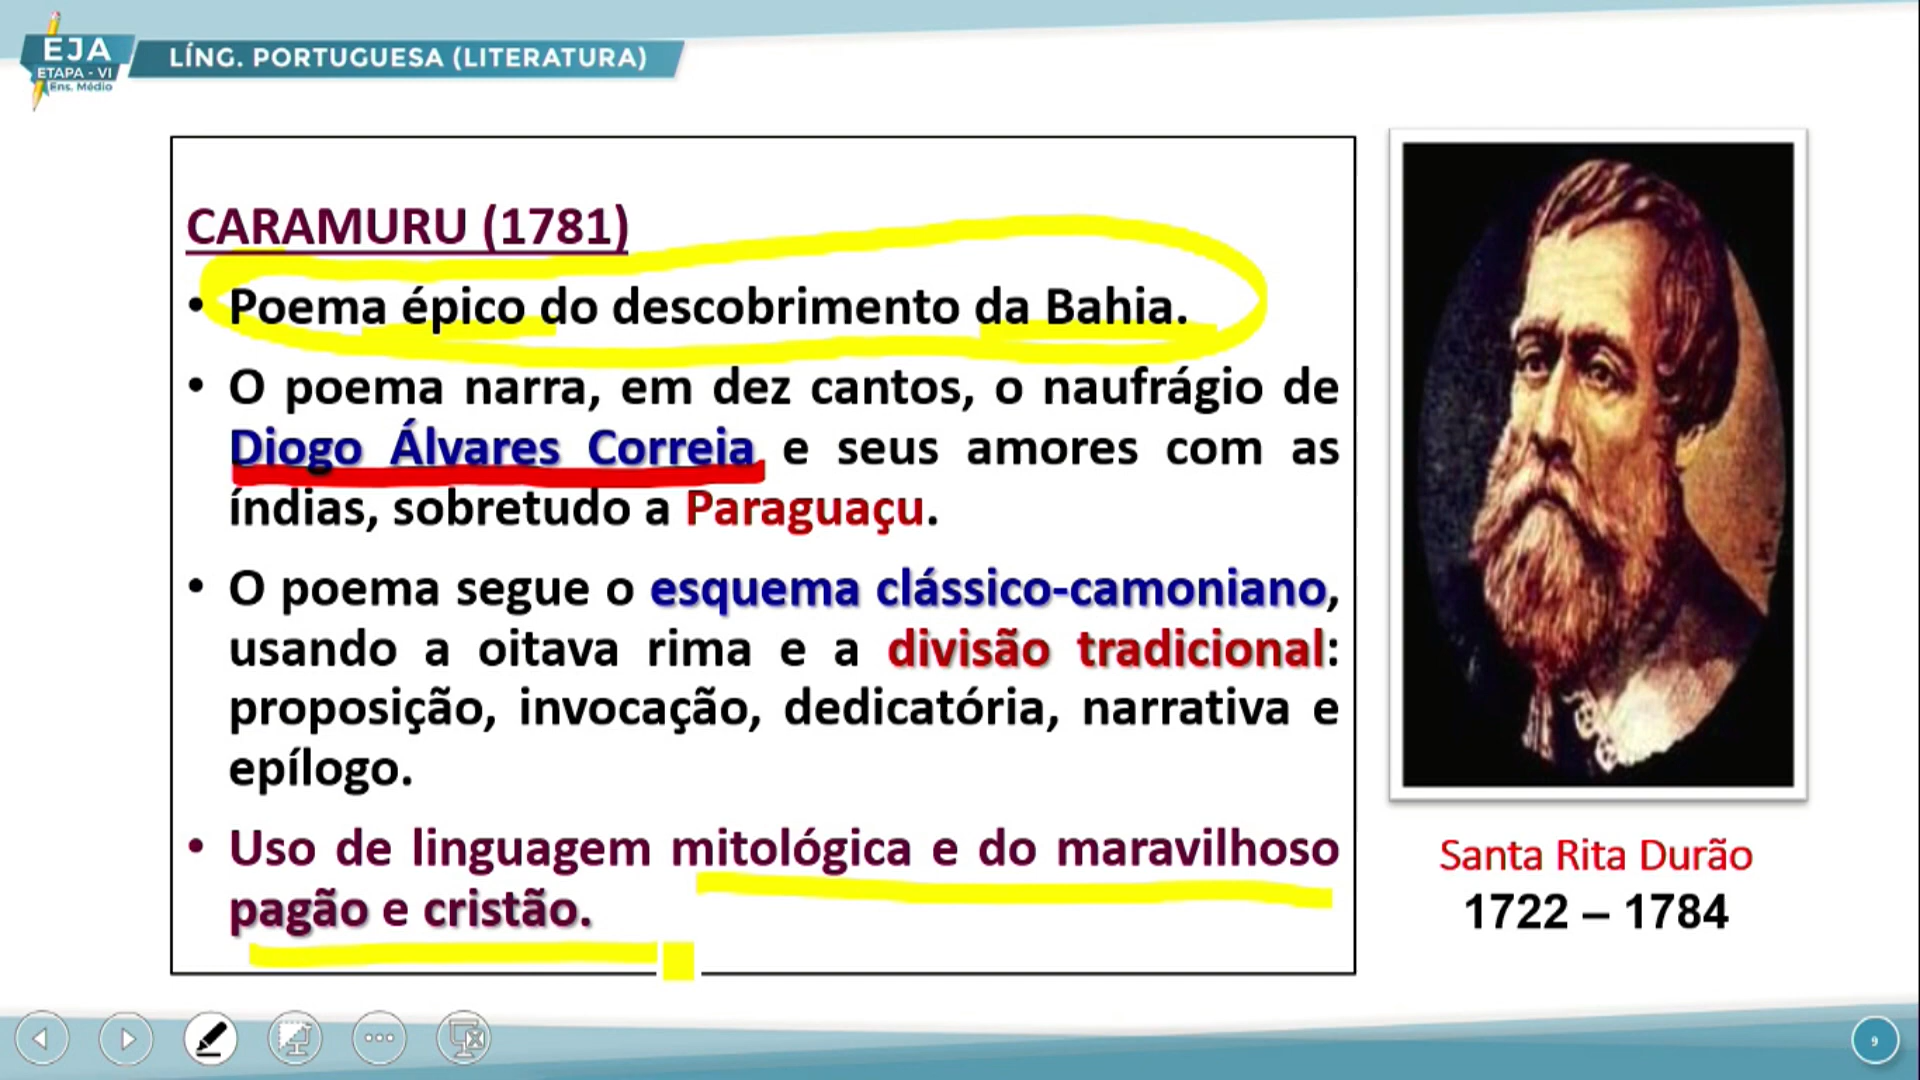 EJA
ETAPA - VI
Ens. Médio
LÍNG. PORTUGUESA (LITERATURA)
CARAMURU (1781)
• Poema épico do descobrimento da Bahia.
• O poema narra, em dez cantos, o naufrágio de
Diogo Álvares Correia e seus amores com as
índias, sobretudo a Paraguaçu.
• O poema segue o esquema clássico-camoniano,
usando a oitava rima e a divisão tradicional:
proposição, invocação, dedicatória, narrativa e
epílogo.
• Uso de linguagem mitológica e do maravilhoso
pagão e cristão.
Santa Rita Durão
1722 – 1784
9